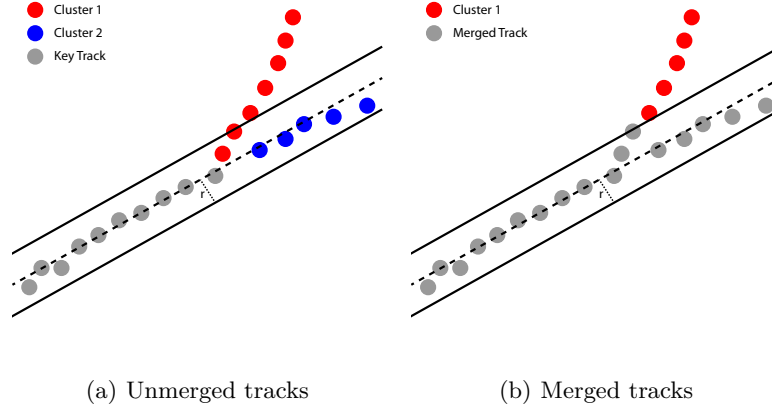 Cluster 1
Cluster 2
Key Track
r
(a) Unmerged tracks
Cluster 1
Merged Track
r
(b) Merged tracks